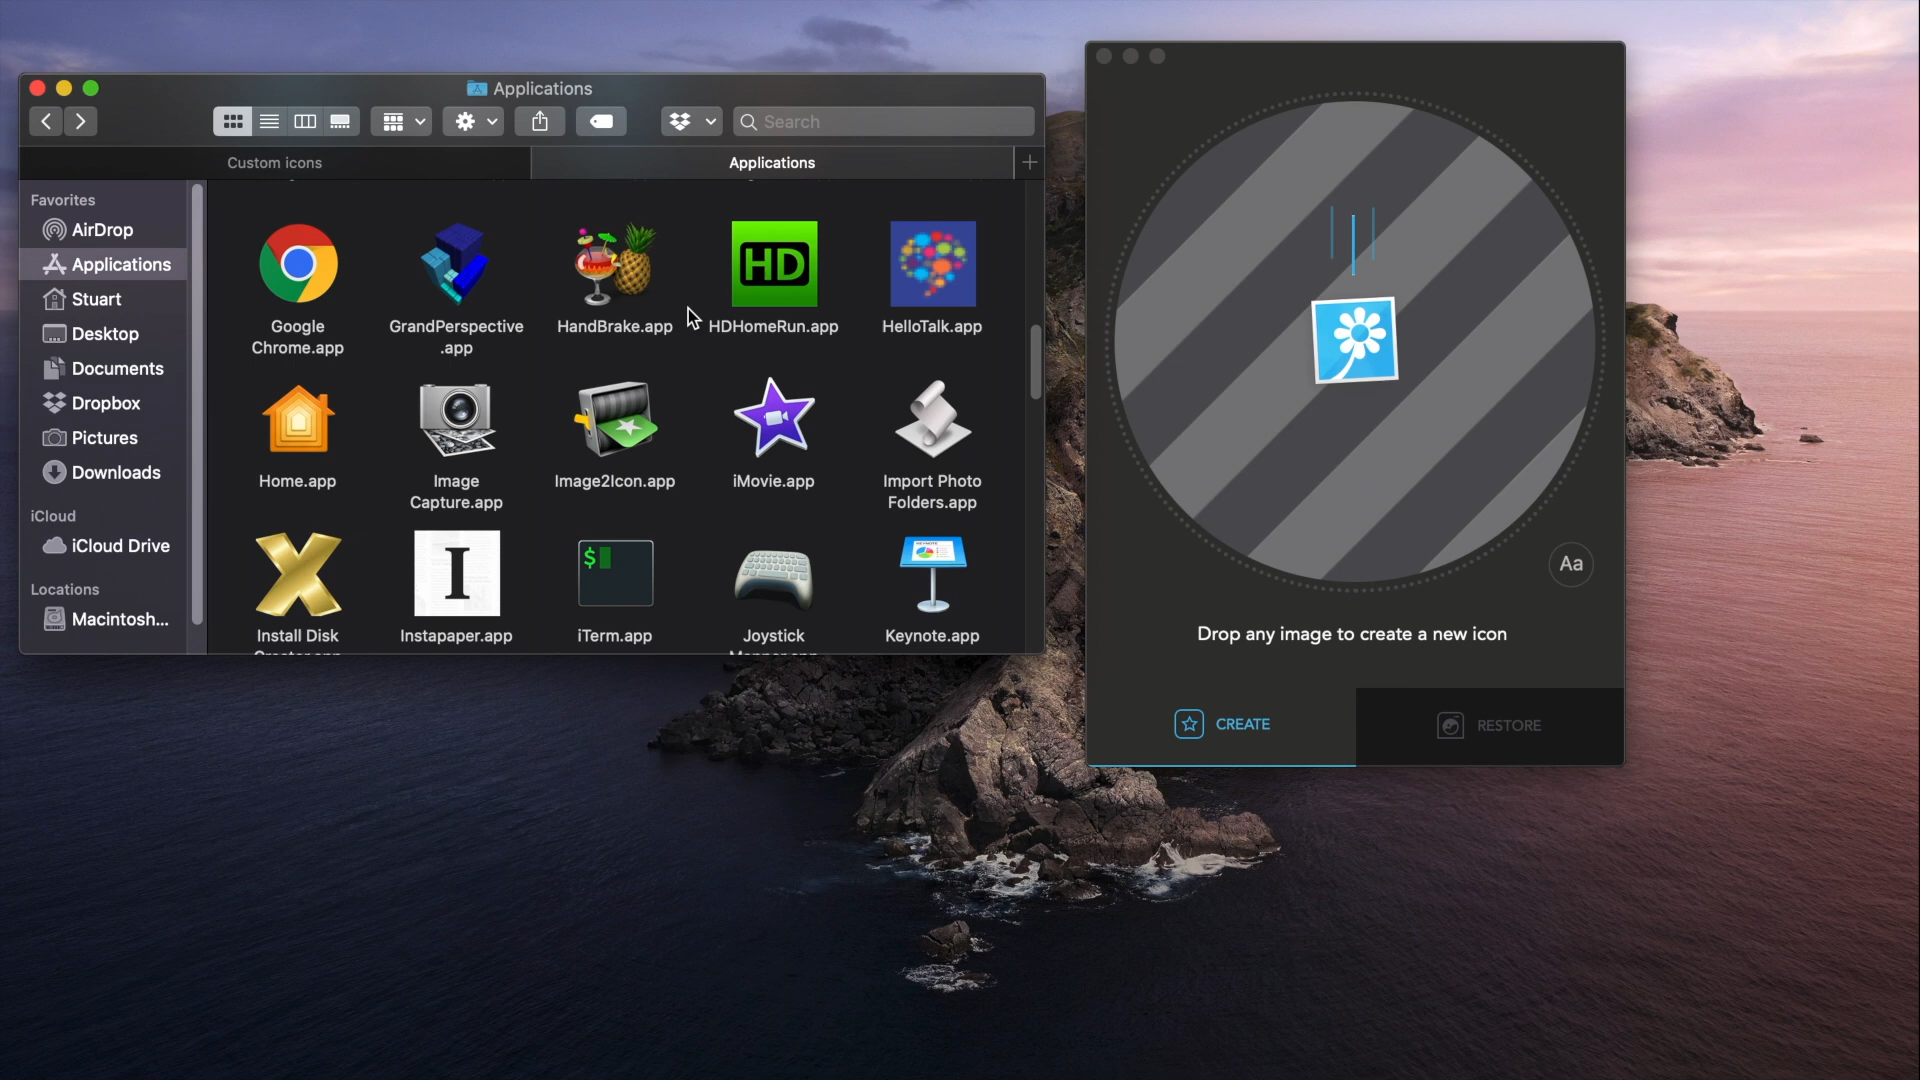 Applications
Search
Custom icons
Applications
Favorites
AirDrop
Applications
Stuart
Desktop
Documents
Dropbox
Pictures
Downloads
iCloud
iCloud Drive
Locations
Macintosh...
HD
Google
Chrome.app
GrandPerspective
.app
HandBrake.app
HDHomeRun.app
HelloTalk.app
Home.app
Image
Capture.app
Image2Icon.app
iMovie.app
Import Photo
Folders.app
KEYNOTE
I
$
Install Disk
Instapaper.app
iTerm.app
Joystick
Keynote.app
Aa
Drop any image to create a new icon
CREATE
RESTORE